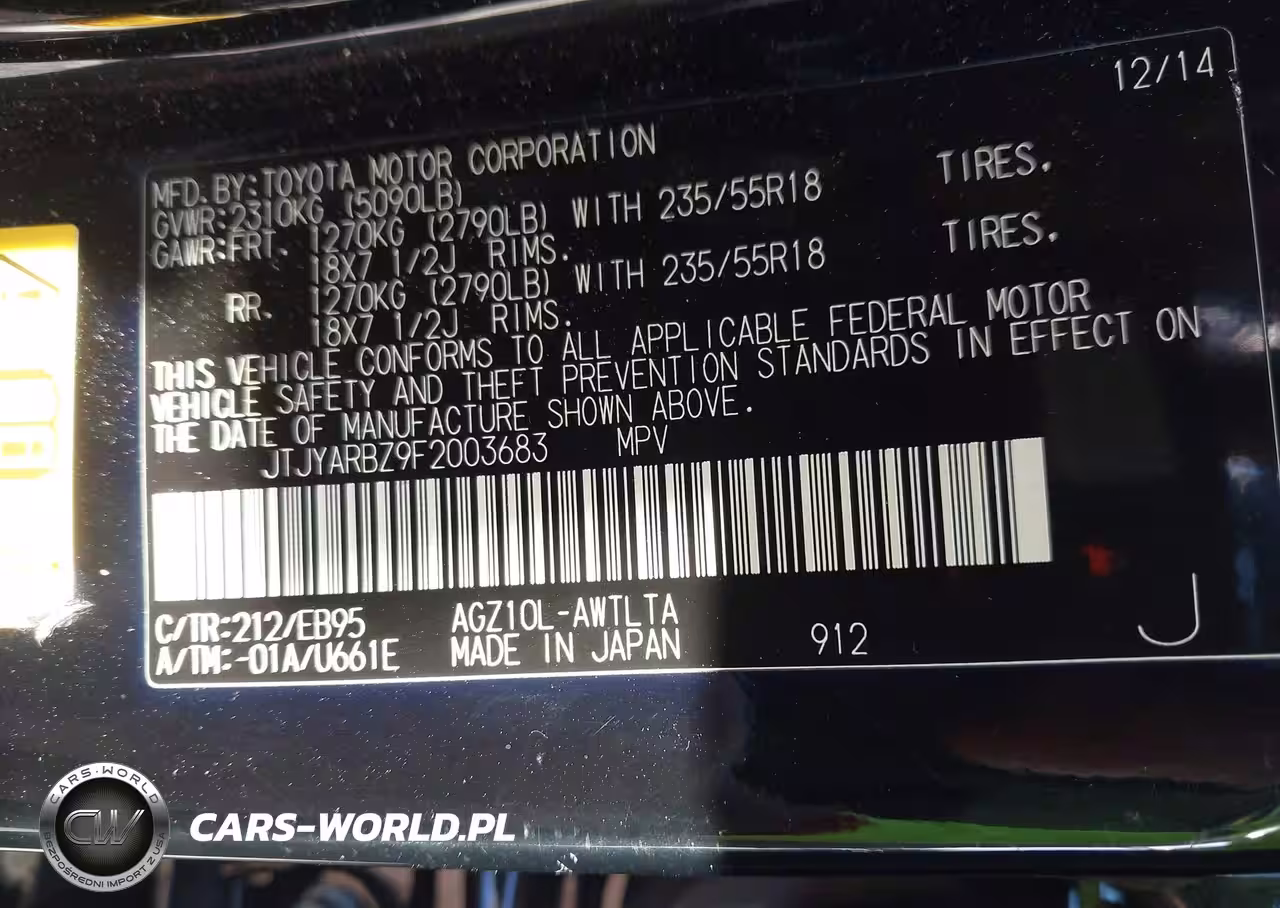 12/14
MFD.BY:TOYOTA MOTOR CORPORATION
GVWR:2310KG (5090LB)
GAWR:FRT. 1270KG (2790LB) WITH 235/55R18 TIRES.
18X7 1/2J RIMS.
RR. 1270KG (2790LB) WITH 235/55R18 TIRES.
18X7 1/2J RIMS.
THIS VEHICLE CONFORMS TO ALL APPLICABLE FEDERAL MOTOR
VEHICLE SAFETY AND THEFT PREVENTION STANDARDS IN EFFECT ON
THE DATE OF MANUFACTURE SHOWN ABOVE.
JTJYARBZ9F2003683 MPV
C/TR:212/EB95 AGZ10L-AWTLTA
A/TM:-01A/U661E MADE IN JAPAN 912 J
CARS-WORLD
CW
BEZPOŚREDNI IMPORT Z USA
CARS-WORLD.PL